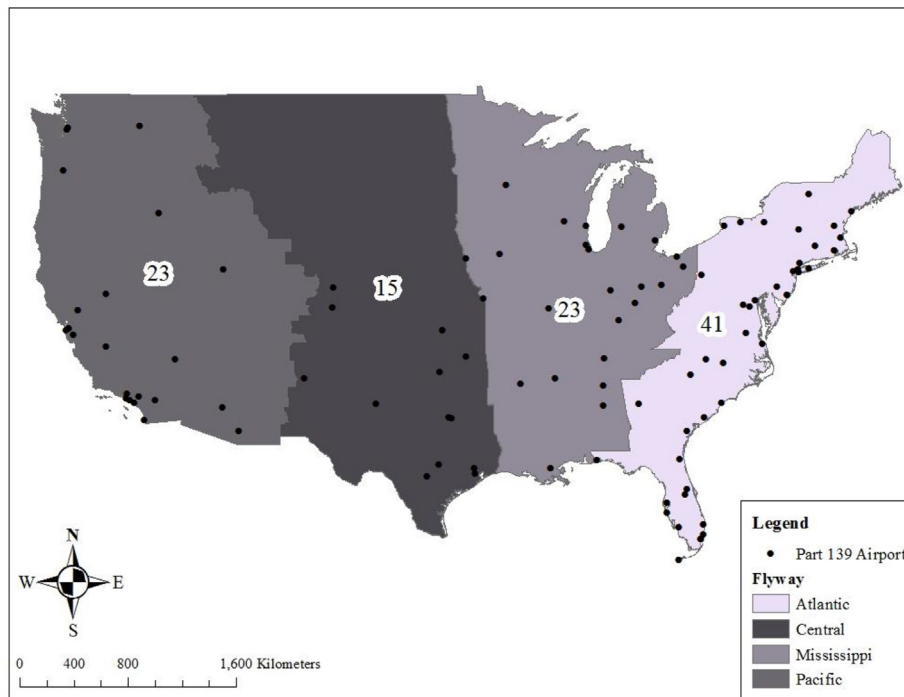 23
15
23
41
N
W E
S
0 400 800 1,600 Kilometers
Legend
Part 139 Airport
Flyway
Atlantic
Central
Mississippi
Pacific